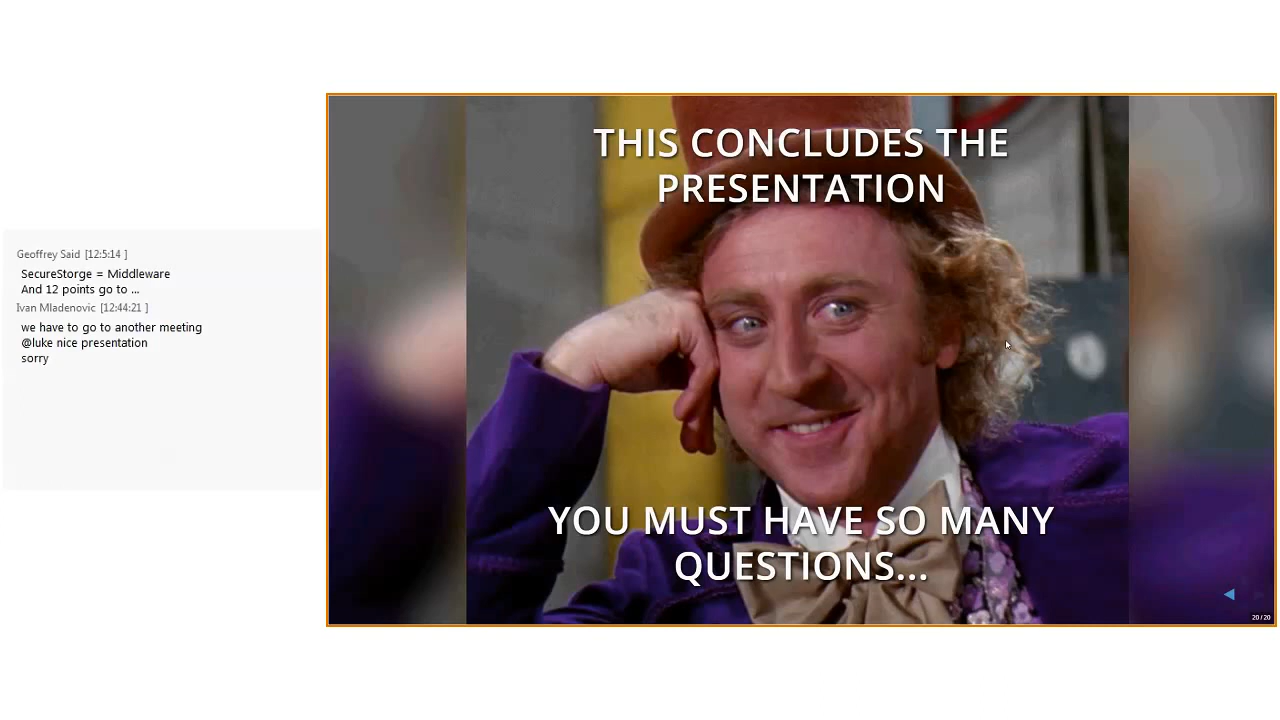 Geoffrey Said [12:5:14 ]
SecureStorge = Middleware
And 12 points go to ...
Ivan Mladenovic [12:44:21 ]
we have to go to another meeting
@luke nice presentation
sorry
THIS CONCLUDES THE
PRESENTATION
YOU MUST HAVE SO MANY
QUESTIONS...
20 / 20